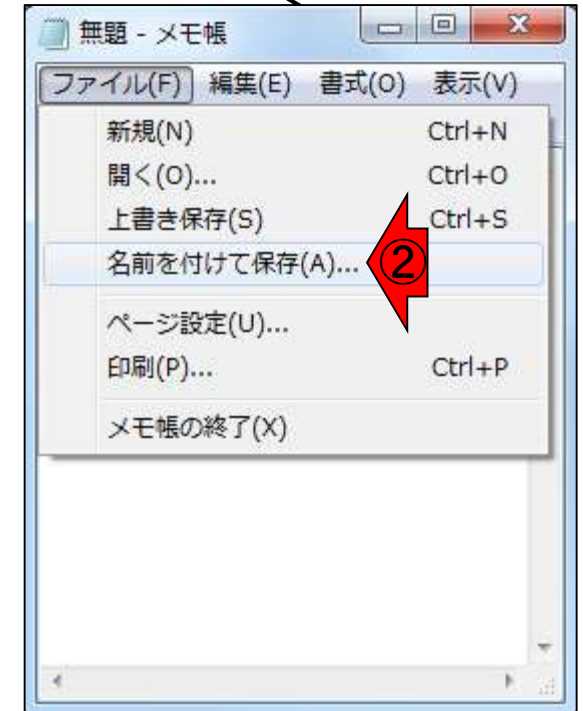 無題 - メモ帳
ファイル(F) 編集(E) 書式(O) 表示(V)
新規(N) Ctrl+N
開く(O)... Ctrl+O
上書き保存(S) Ctrl+S
名前を付けて保存(A)... ②
ページ設定(U)...
印刷(P)... Ctrl+P
メモ帳の終了(X)